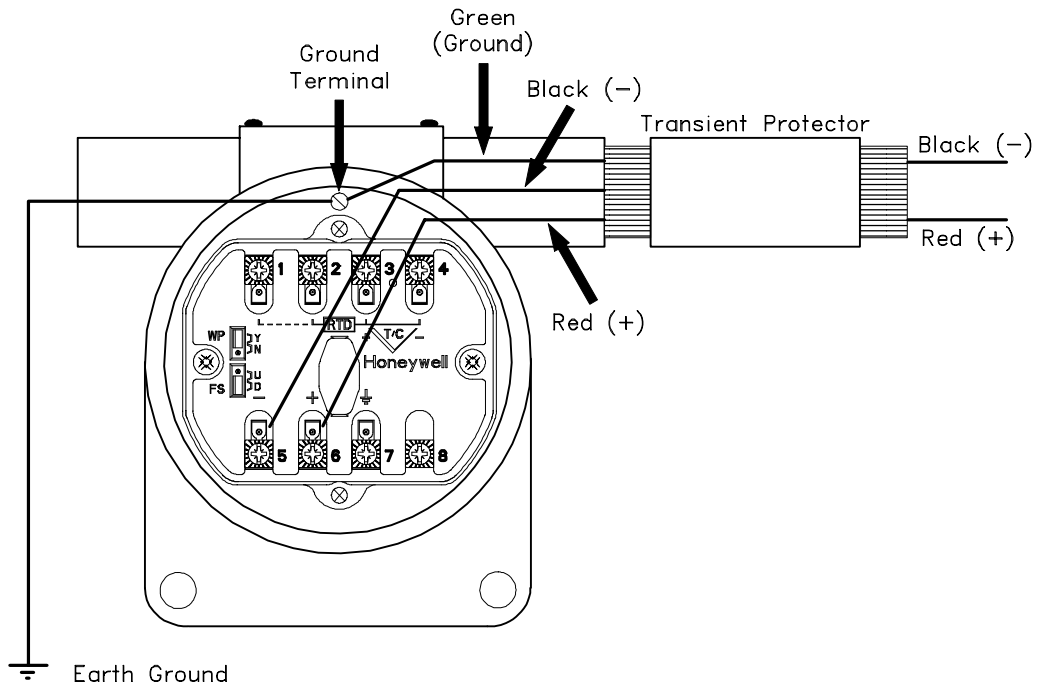 Green
(Ground)
Ground
Terminal
Black (-)
Transient Protector
Black (-)
Red (+)
Red (+)
1
2
3
4
RTD
+
T/C
-
WP
Y
N
Honeywell
FS
U
D
-
+
5
6
7
8
Earth Ground